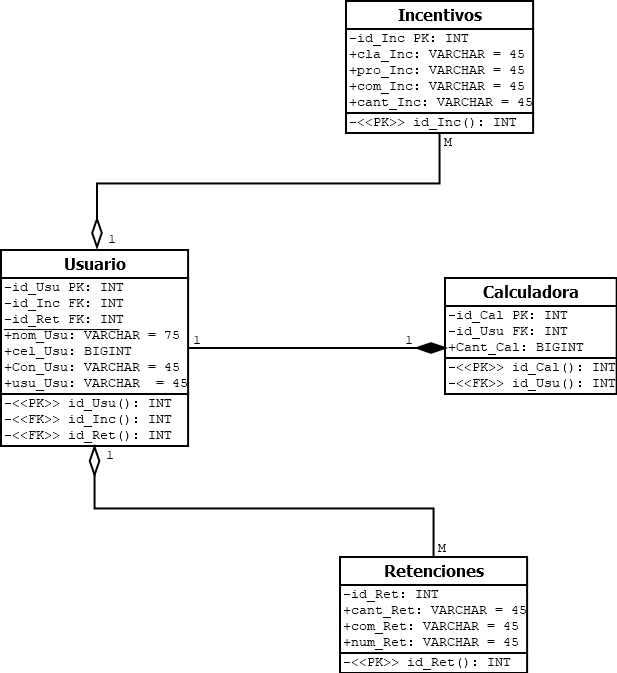 Incentivos
-id_Inc PK: INT
+cla_Inc: VARCHAR = 45
+pro_Inc: VARCHAR = 45
+com_Inc: VARCHAR = 45
+cant_Inc: VARCHAR = 45
-<<PK>> id_Inc(): INT
M
1
Usuario
-id_Usu PK: INT
-id_Inc FK: INT
-id_Ret FK: INT
+nom_Usu: VARCHAR = 75
+cel_Usu: BIGINT
+Con_Usu: VARCHAR = 45
+usu_Usu: VARCHAR  = 45
-<<PK>> id_Usu(): INT
-<<FK>> id_Inc(): INT
-<<FK>> id_Ret(): INT
1
1
Calculadora
-id_Cal PK: INT
-id_Usu FK: INT
+Cant_Cal: BIGINT
-<<PK>> id_Cal(): INT
-<<FK>> id_Usu(): INT
1
M
Retenciones
-id_Ret: INT
+cant_Ret: VARCHAR = 45
+com_Ret: VARCHAR = 45
+num_Ret: VARCHAR = 45
-<<PK>> id_Ret(): INT